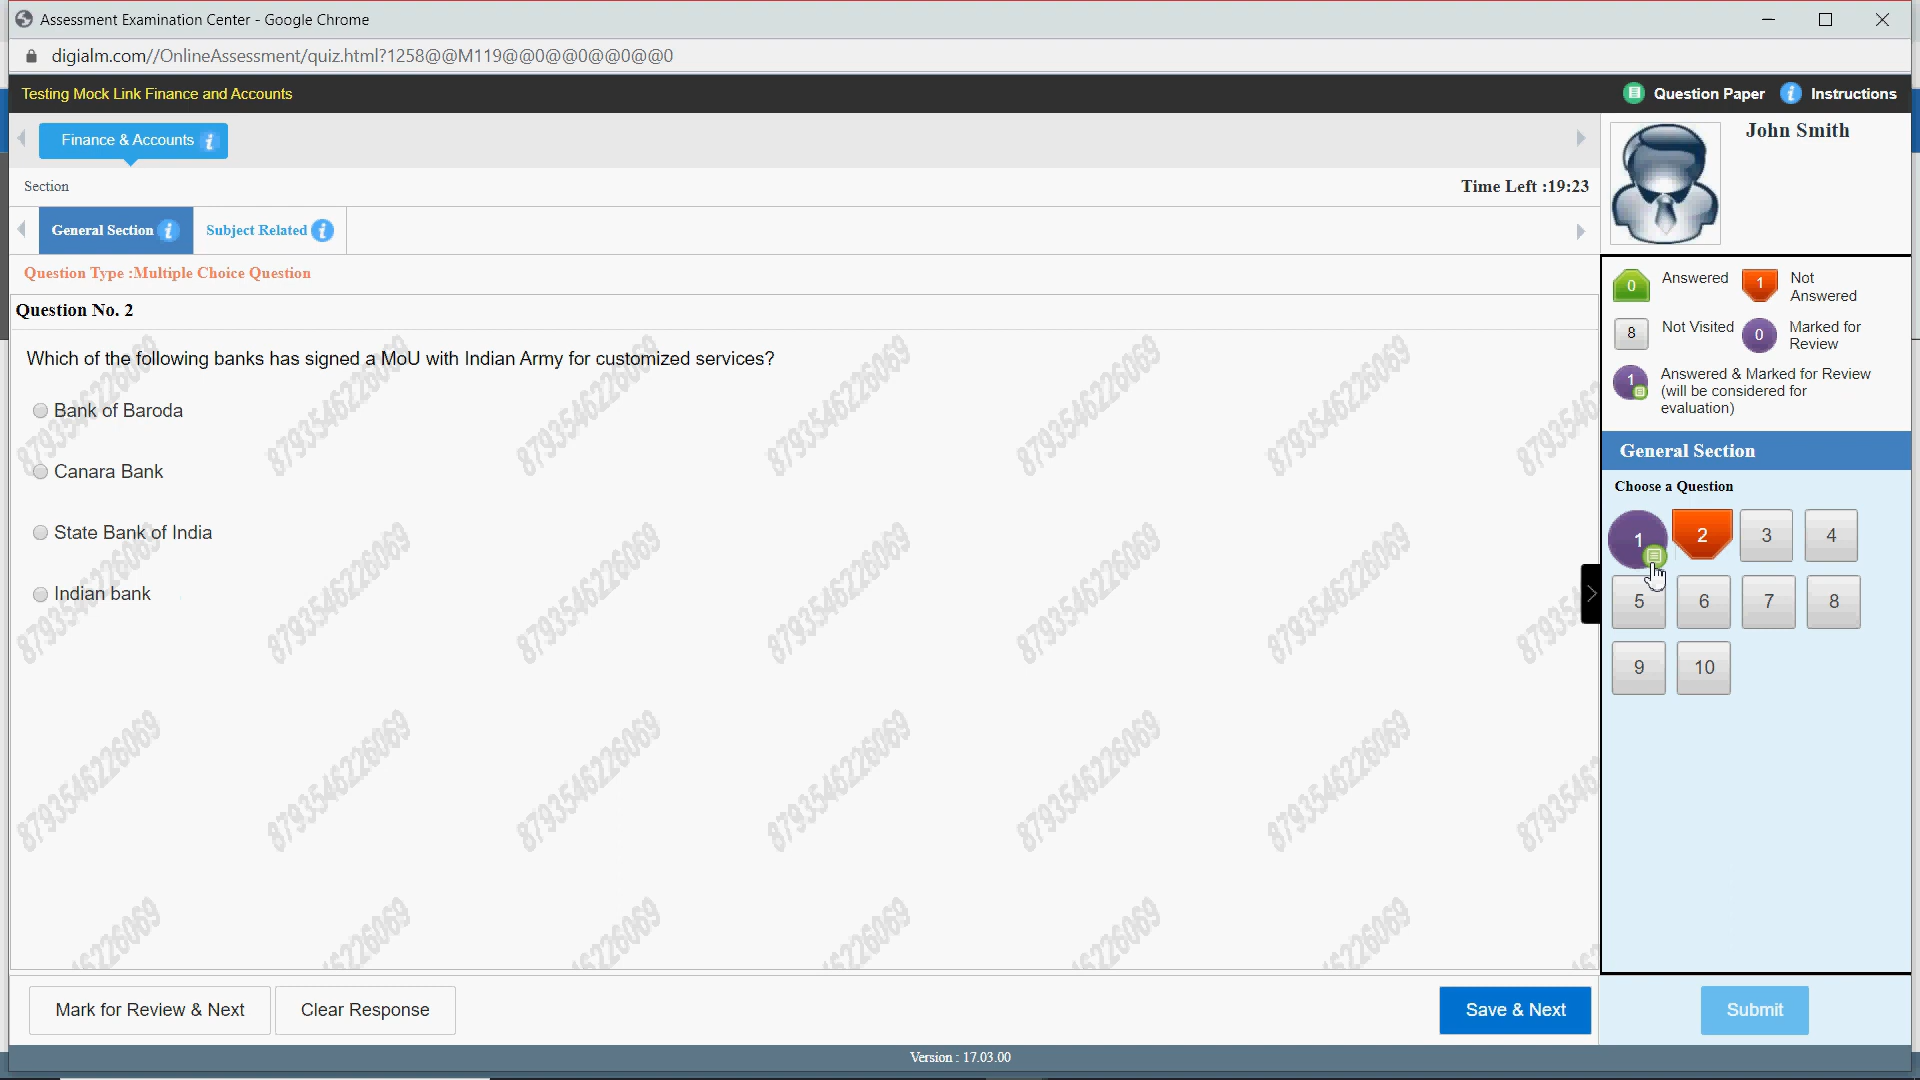 Assessment Examination Center - Google Chrome
digialm.com//OnlineAssessment/quiz.html?1258@@M119@@0@@0@@0@@0
Testing Mock Link Finance and Accounts
Question Paper
Instructions
Finance & Accounts
John Smith
Section
Time Left :19:23
General Section
Subject Related
Question Type :Multiple Choice Question
0 Answered
1 Not Answered
8 Not Visited
0 Marked for Review
1 Answered & Marked for Review (will be considered for evaluation)
Question No. 2
Which of the following banks has signed a MoU with Indian Army for customized services?
Bank of Baroda
Canara Bank
State Bank of India
Indian bank
879354622606​9
General Section
Choose a Question
1 2 3 4
5 6 7 8
9 10
Mark for Review & Next
Clear Response
Save & Next
Submit
Version : 17.03.00